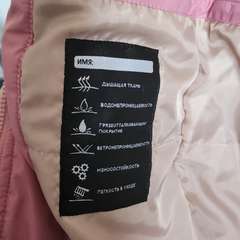 ИМЯ:
ДЫШАЩАЯ ТКАНЬ
ВОДОНЕПРОНИЦАЕМОСТЬ
ГРЯЗЕОТТАЛКИВАЮЩЕЕ
ПОКРЫТИЕ
ВЕТРОНЕПРОНИЦАЕМОСТЬ
ИЗНОСОСТОЙКОСТЬ
ЛЕГКОСТЬ В УХОДЕ